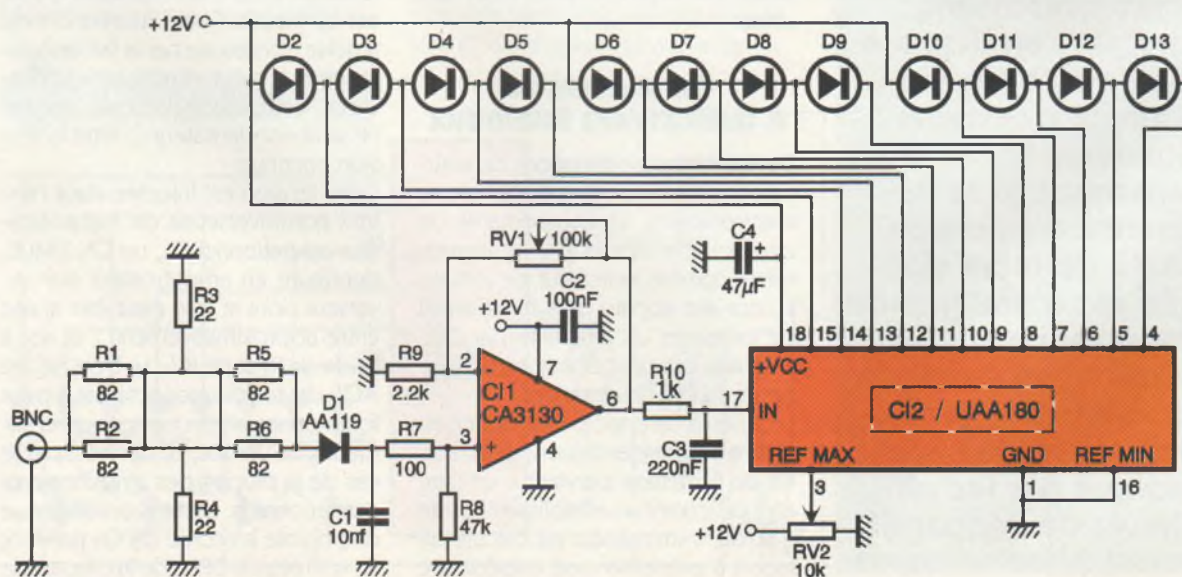 +12V
D2 D3 D4 D5 D6 D7 D8 D9 D10 D11 D12 D13
RV1 100k
C4
+
47µF
+12V
C2
100nF
R3
22
R1
82
R5
82
R9
2.2k
2 - 7
CI1
CA3130
6
3 + 4
R10
1k
17
18 15 14 13 12 11 10 9 8 7 6 5 4
+VCC
IN
CI2 / UAA180
REF MAX GND REF MIN
3 1 16
BNC
R2
82
R6
82
D1
AA119
R7
100
C3
220nF
R4
22
C1
10nf
R8
47k
+12V
RV2
10k